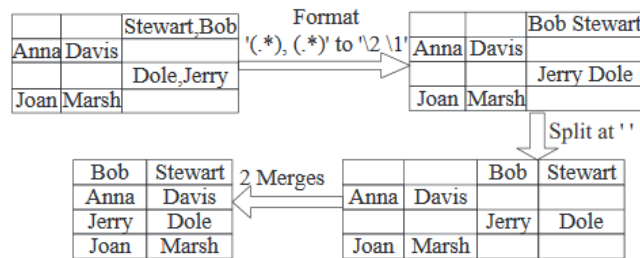 Stewart,Bob
Anna Davis
Dole,Jerry
Joan Marsh
Format
'(.*), (.*)' to '\2 \1'
Bob Stewart
Anna Davis
Jerry Dole
Joan Marsh
Split at ' '
Bob Stewart
Anna Davis
Jerry Dole
Joan Marsh
2 Merges
Bob Stewart
Anna Davis
Jerry Dole
Joan Marsh